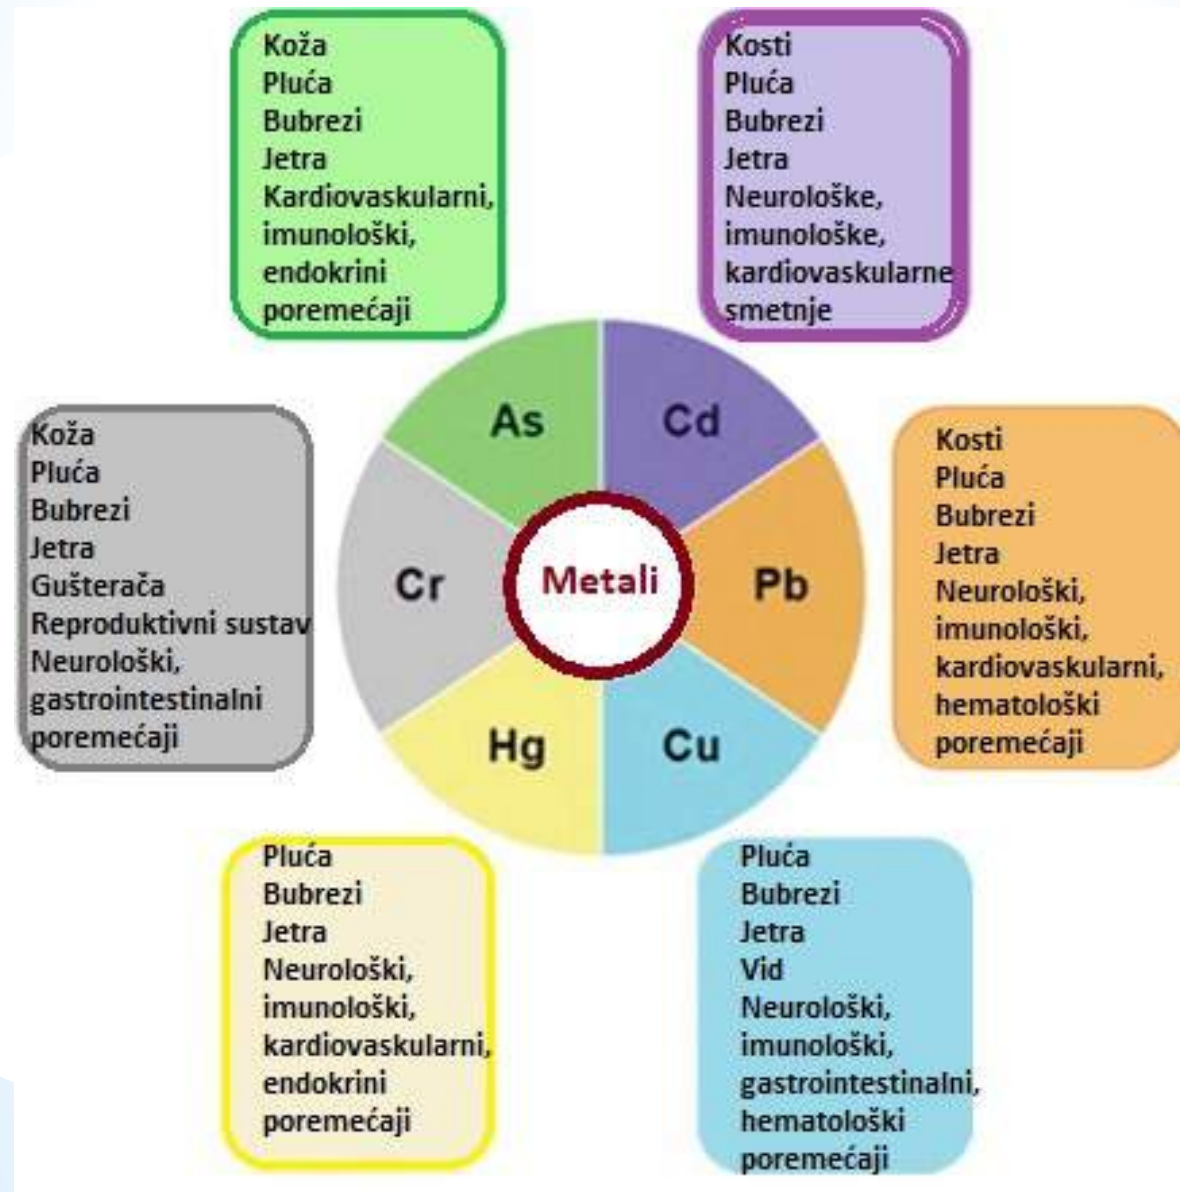 Koža
Pluća
Bubrezi
Jetra
Kardiovaskularni,
imunološki,
endokrini
poremećaji
Kosti
Pluća
Bubrezi
Jetra
Neurološke,
imunološke,
kardiovaskularne
smetnje
As
Cd
Koža
Pluća
Bubrezi
Jetra
Gušterača
Reproduktivni sustav
Neurološki,
gastrointestinalni
poremećaji
Cr
Metali
Pb
Kosti
Pluća
Bubrezi
Jetra
Neurološki,
imunološki,
kardiovaskularni,
hematološki
poremećaji
Hg
Cu
Pluća
Bubrezi
Jetra
Neurološki,
imunološki,
kardiovaskularni,
endokrini
poremećaji
Pluća
Bubrezi
Jetra
Vid
Neurološki,
imunološki,
gastrointestinalni,
hematološki
poremećaji